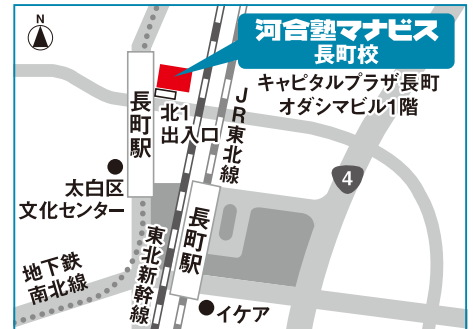 N
河合塾マナビス
長町校
キャピタルプラザ長町
オダシマビル1階
長町駅
北1
出入口
JR東北線
4
太白区
文化センター
長町駅
地下鉄
南北線
東北新幹線
イケア